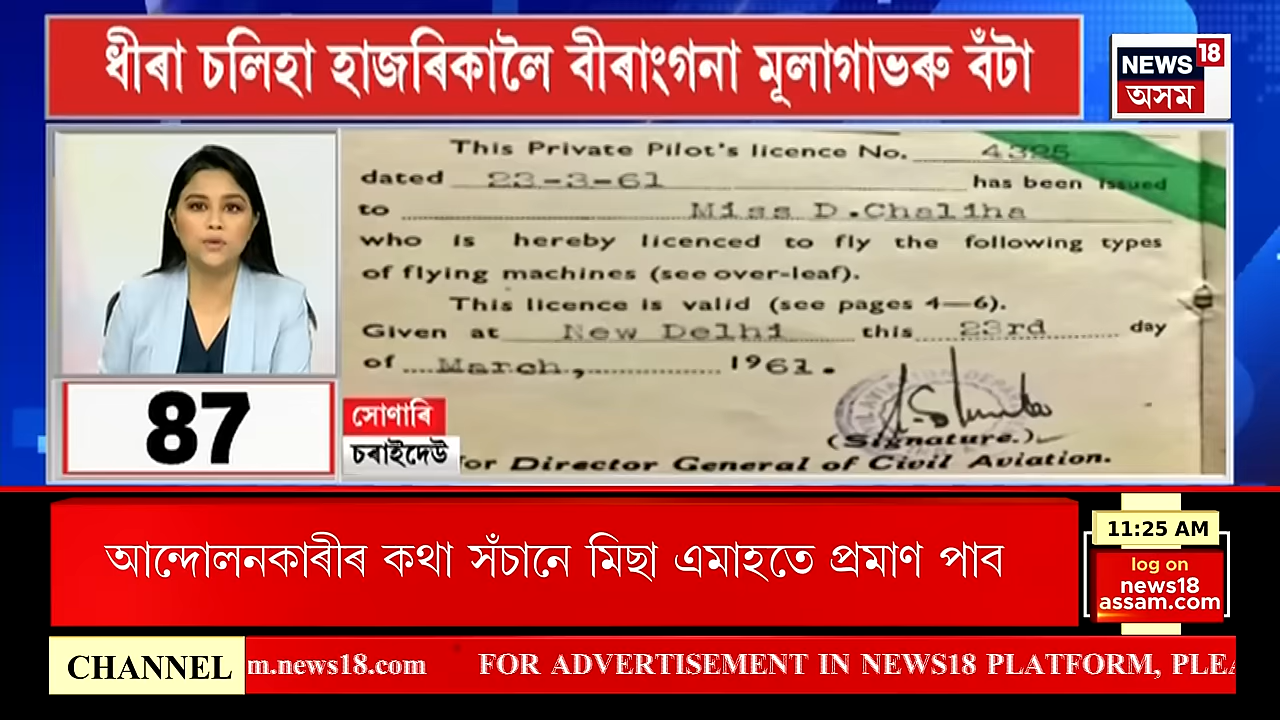 ধীৰা চলিহা হাজৰিকালৈ বীৰাংগনা মূলাগাভৰু বঁটা
NEWS 18
অসম
This Private Pilot's licence No. 4325
dated 23-3-61 has been issued
to Miss D.Chaliha
who is hereby licenced to fly the following types
of flying machines (see over-leaf).
This licence is valid (see pages 4—6).
Given at New Delhi this 23rd day
of March, 1961.
(Signature.)
for Director General of Civil Aviation.
87
সোণাৰি
চৰাইদেউ
আন্দোলনকাৰীৰ কথা সঁচানে মিছা এমাহতে প্ৰমাণ পাব
11:25 AM
log on
news18
assam.com
CHANNEL m.news18.com FOR ADVERTISEMENT IN NEWS18 PLATFORM, PLEA